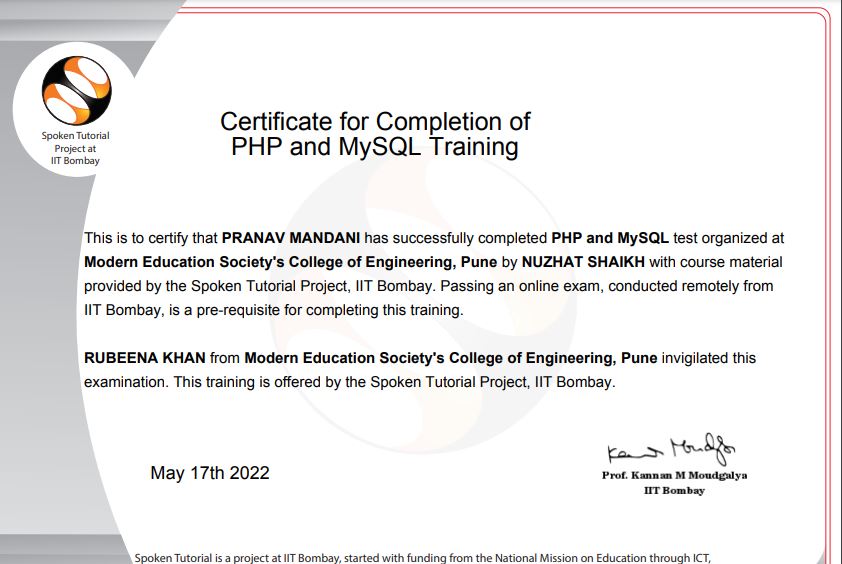 Spoken Tutorial
Project at
IIT Bombay
Certificate for Completion of
PHP and MySQL Training
This is to certify that PRANAV MANDANI has successfully completed PHP and MySQL test organized at
Modern Education Society's College of Engineering, Pune by NUZHAT SHAIKH with course material
provided by the Spoken Tutorial Project, IIT Bombay. Passing an online exam, conducted remotely from
IIT Bombay, is a pre-requisite for completing this training.
RUBEENA KHAN from Modern Education Society's College of Engineering, Pune invigilated this
examination. This training is offered by the Spoken Tutorial Project, IIT Bombay.
May 17th 2022
Prof. Kannan M Moudgalya
IIT Bombay
Spoken Tutorial is a project at IIT Bombay, started with funding from the National Mission on Education through ICT,